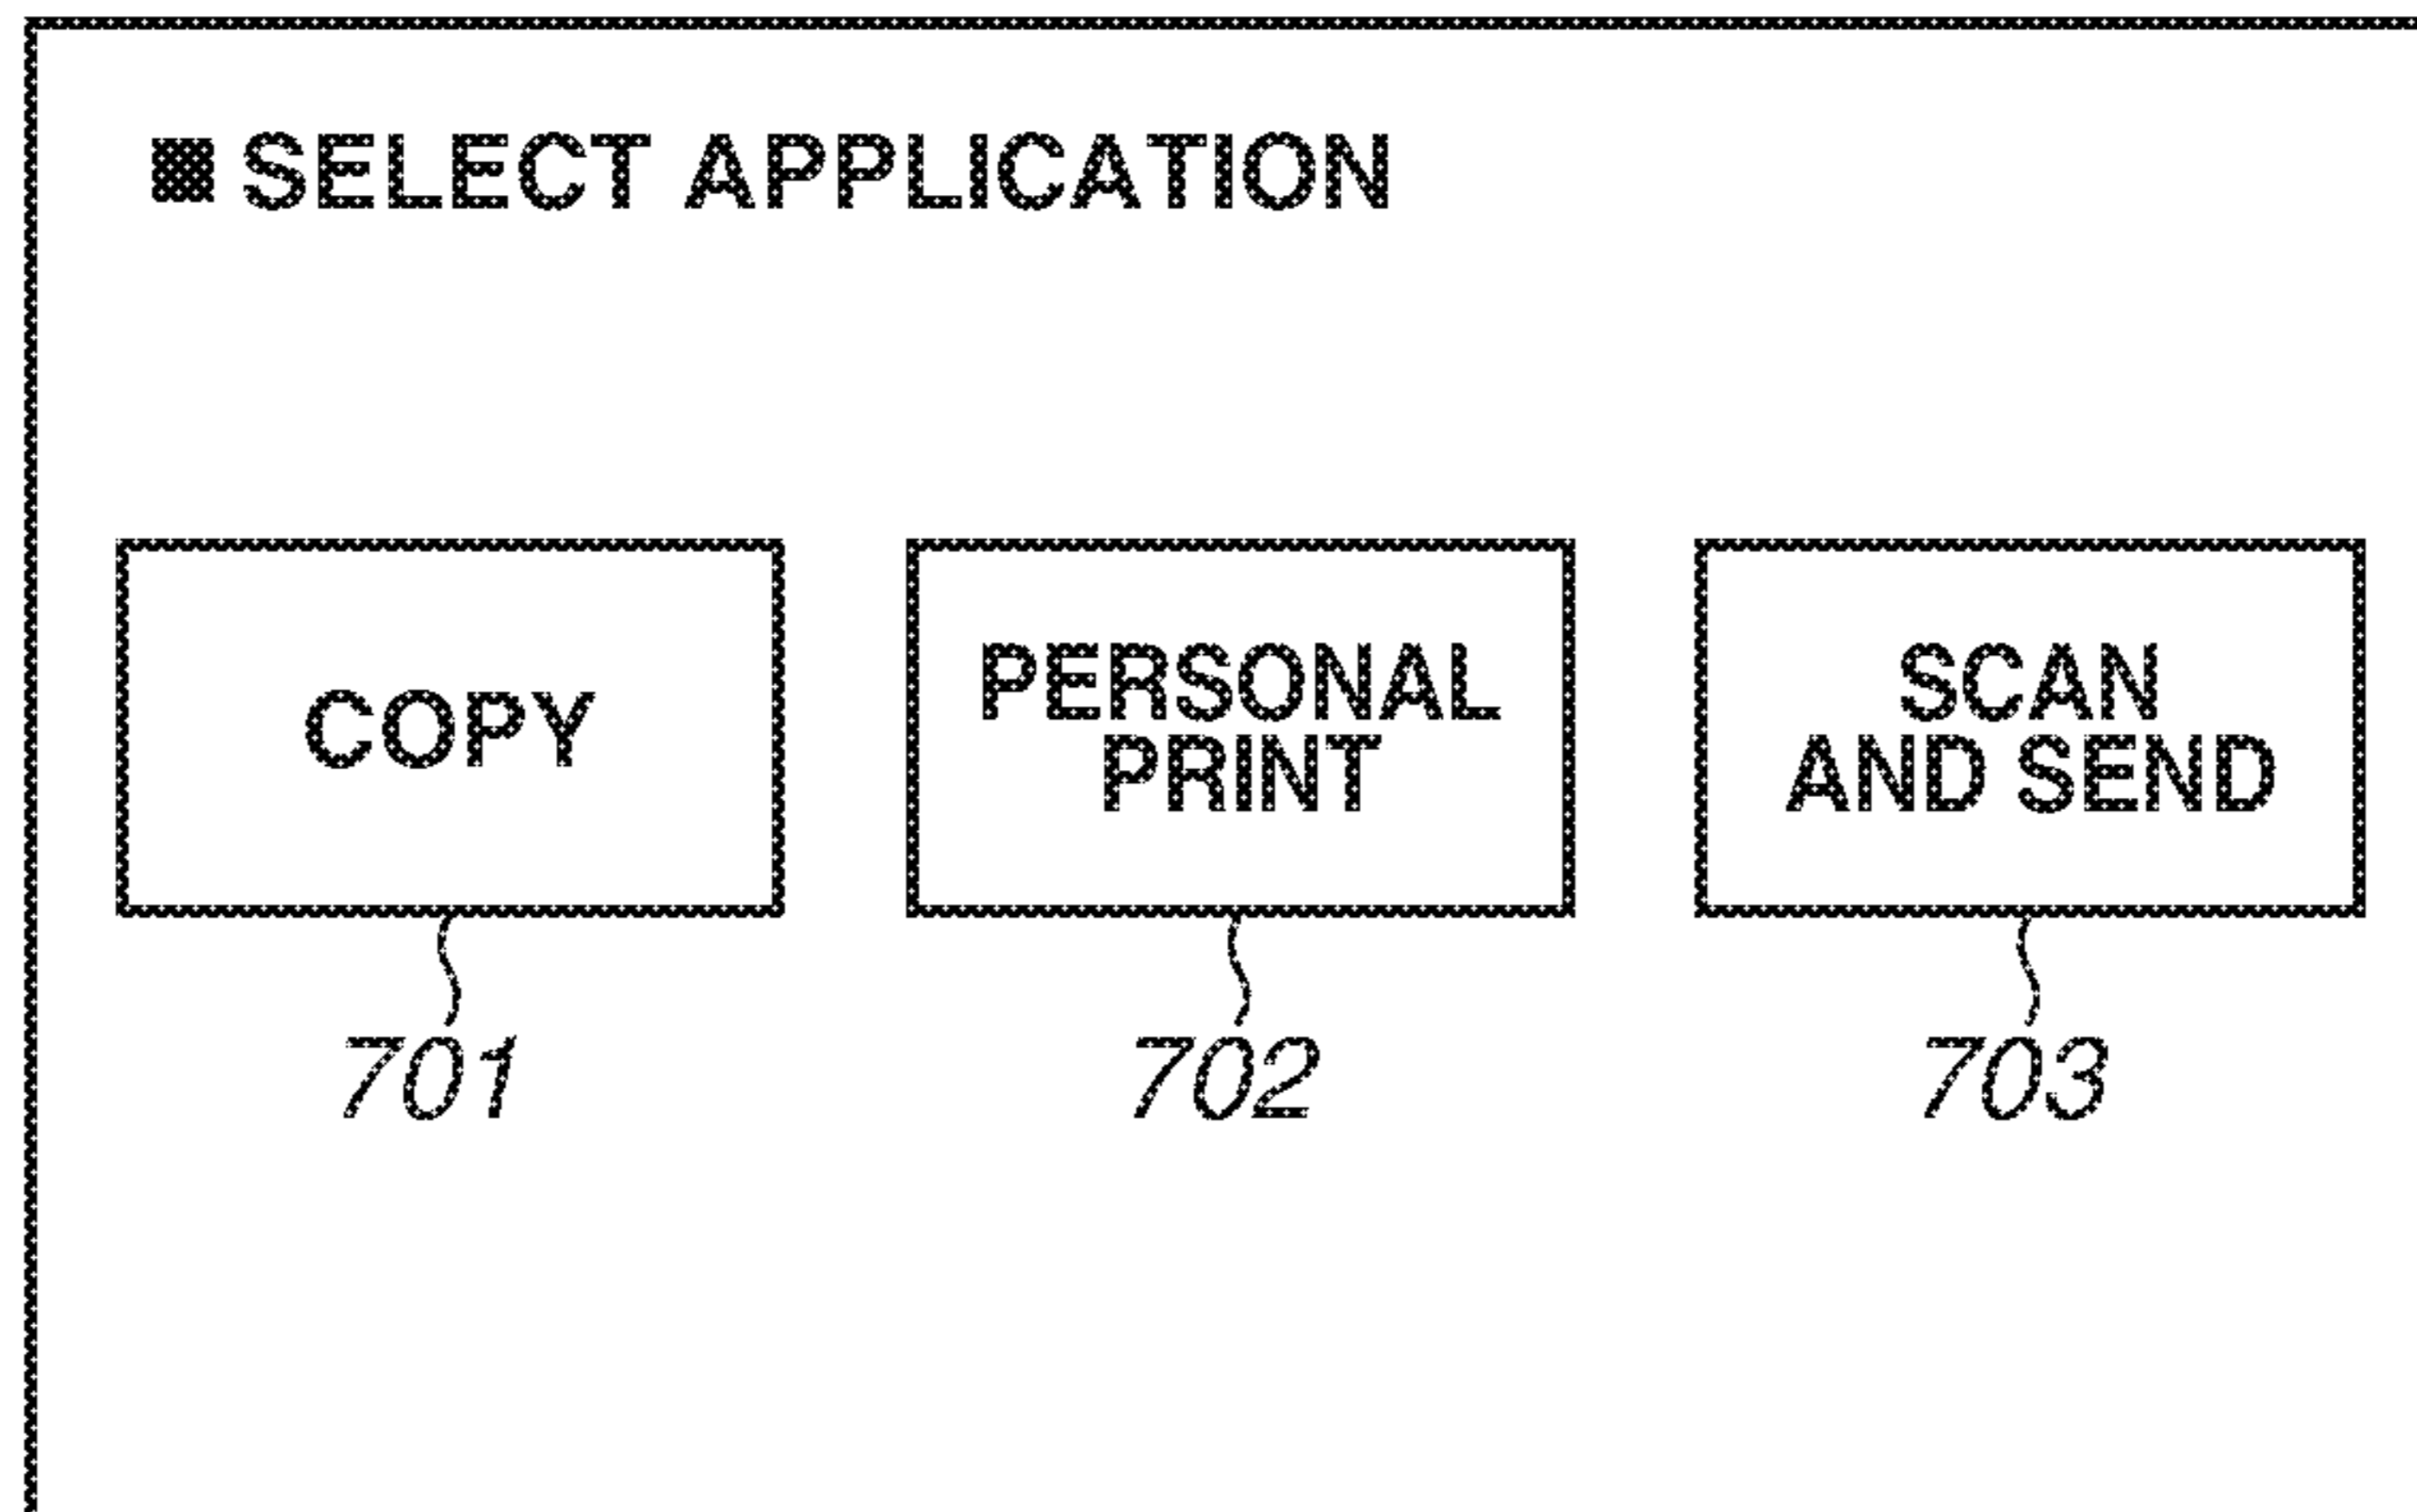 ■ SELECT APPLICATION
COPY
PERSONAL
PRINT
SCAN
AND SEND
701
702
703